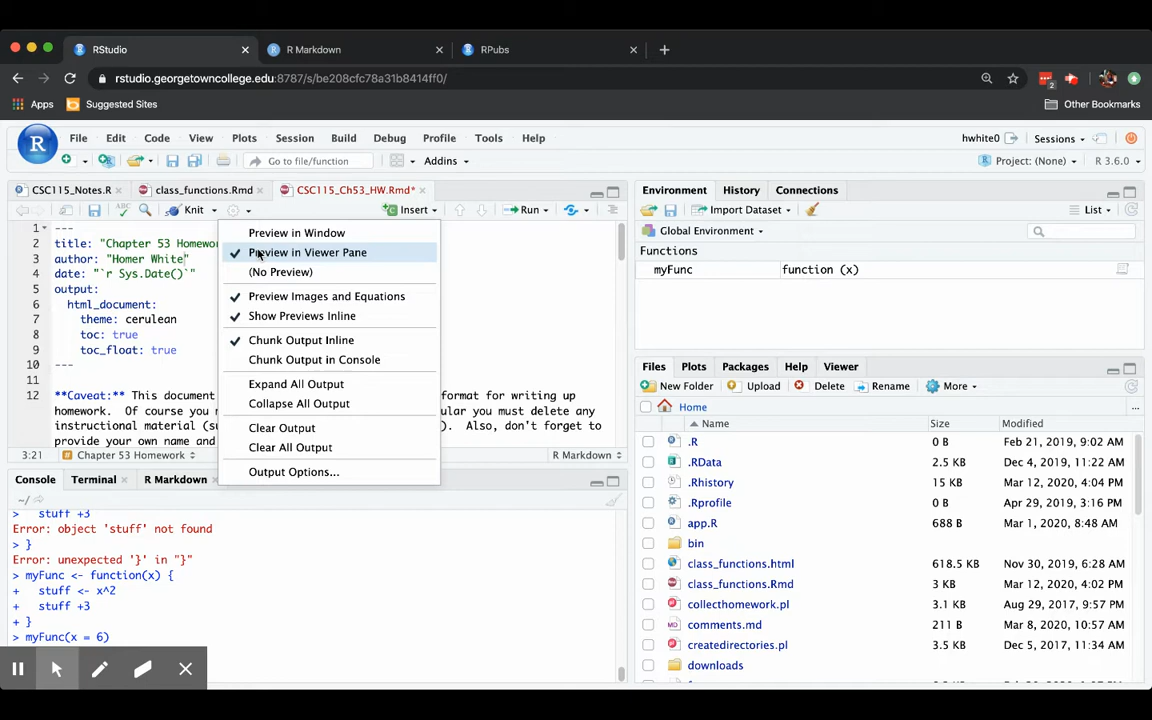 RStudio
R Markdown
RPubs
rstudio.georgetowncollege.edu:8787/s/be208cfc78a31b8414ff0/
2
Apps
Suggested Sites
Other Bookmarks
R
File Edit Code View Plots Session Build Debug Profile Tools Help
hwhite0
Sessions
Go to file/function
Addins
Project: (None)
R 3.6.0
CSC115_Notes.R
class_functions.Rmd
CSC115_Ch53_HW.Rmd*
Knit
Insert
Run
1 ---
2 title: "Chapter 53 Homewor
3 author: "Homer White"
4 date: "`r Sys.Date()`"
5 output:
6 html_document:
7 theme: cerulean
8 toc: true
9 toc_float: true
10 ---
11
12 **Caveat:** This document format for writing up
homework. Of course you ular you must delete any
instructional material (s ). Also, don't forget to
provide your own name and
3:21
Chapter 53 Homework
R Markdown
Preview in Window
Preview in Viewer Pane
(No Preview)
Preview Images and Equations
Show Previews Inline
Chunk Output Inline
Chunk Output in Console
Expand All Output
Collapse All Output
Clear Output
Clear All Output
Output Options...
Console Terminal R Markdown
~/
> stuff +3
Error: object 'stuff' not found
> }
Error: unexpected '}' in "}"
> myFunc <- function(x) {
+ stuff <- x^2
+ stuff +3
+ }
> myFunc(x = 6)
Environment History Connections
Import Dataset
List
Global Environment
Functions
myFunc function (x)
Files Plots Packages Help Viewer
New Folder Upload Delete Rename More
Home
...
Name Size Modified
.R 0 B Feb 21, 2019, 9:02 AM
.RData 2.5 KB Dec 4, 2019, 11:22 AM
.Rhistory 15 KB Mar 12, 2020, 4:04 PM
.Rprofile 0 B Apr 29, 2019, 3:16 PM
app.R 688 B Mar 1, 2020, 8:48 AM
bin
class_functions.html 618.5 KB Nov 30, 2019, 6:28 AM
class_functions.Rmd 3 KB Mar 12, 2020, 4:02 PM
collecthomework.pl 3.1 KB Aug 29, 2017, 9:57 PM
comments.md 211 B Mar 8, 2020, 10:57 AM
createdirectories.pl 3.5 KB Dec 5, 2017, 11:39 AM
downloads